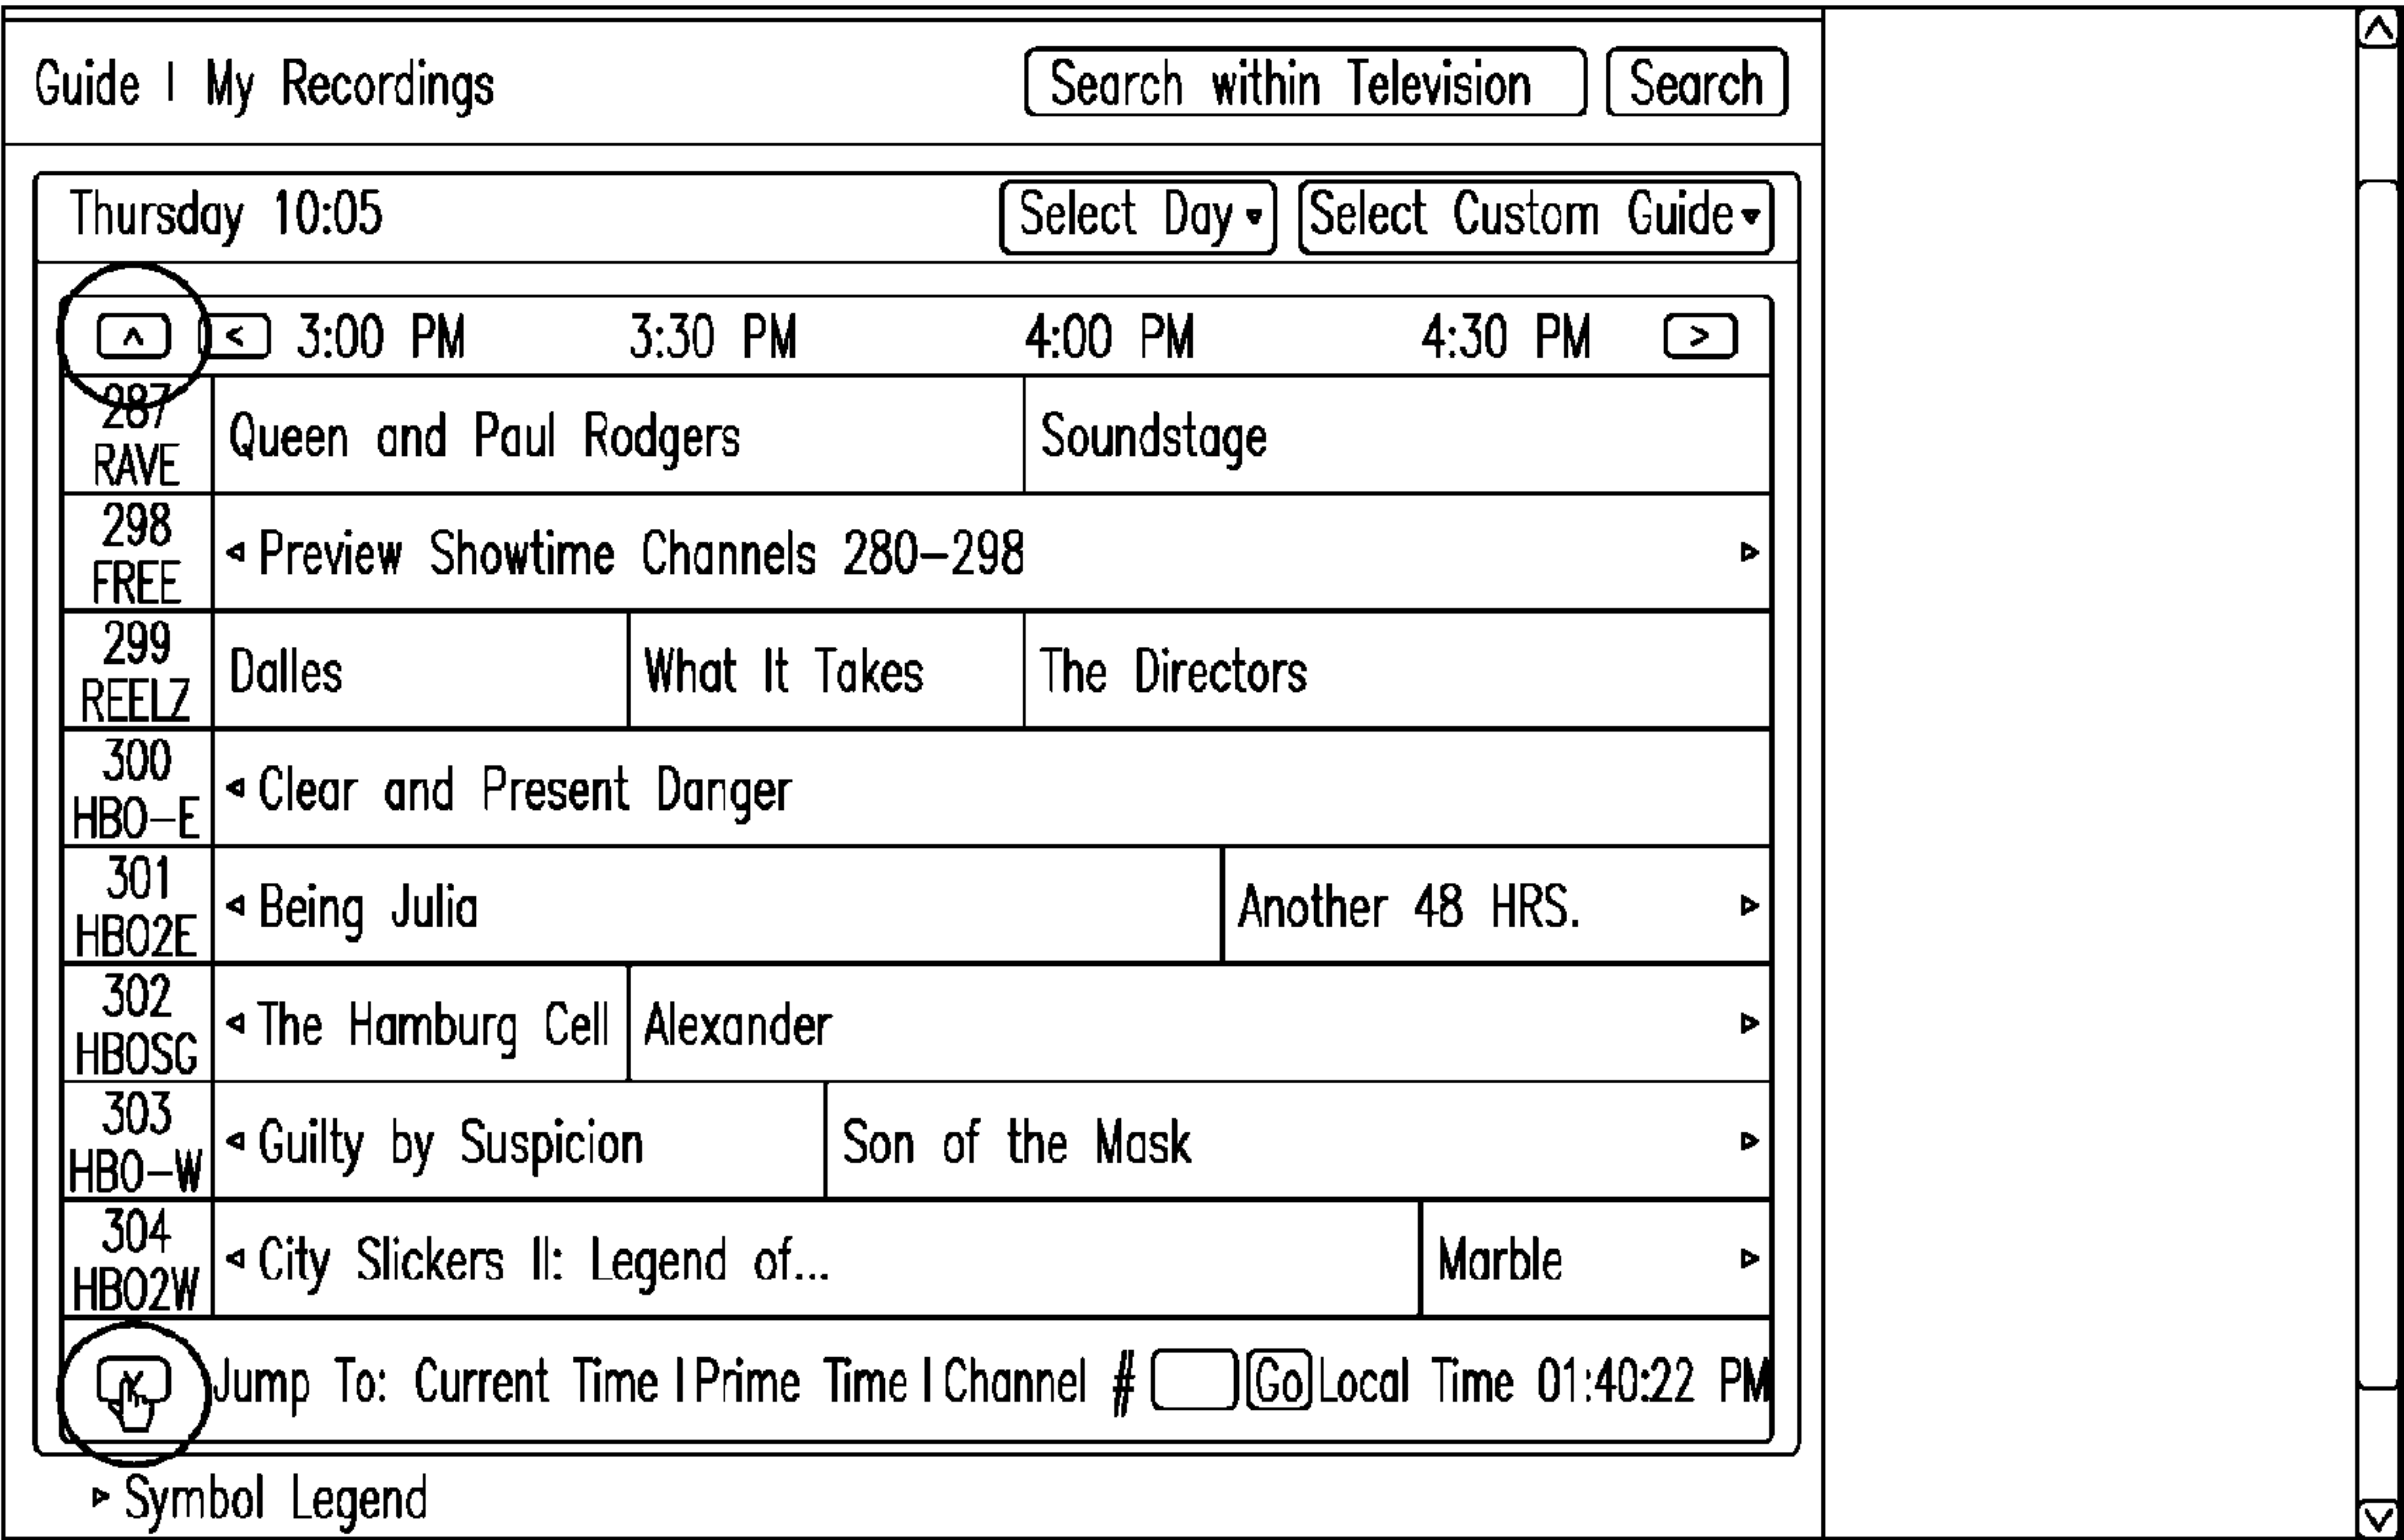 Guide | My Recordings
Search within Television
Search
Thursday 10:05
Select Day
Select Custom Guide
^ < 3:00 PM 3:30 PM 4:00 PM 4:30 PM >
287
RAVE
Queen and Paul Rodgers
Soundstage
298
FREE
Preview Showtime Channels 280-298
299
REELZ
Dalles
What It Takes
The Directors
300
HBO-E
Clear and Present Danger
301
HBO2E
Being Julia
Another 48 HRS.
302
HBOSG
The Hamburg Cell
Alexander
303
HBO-W
Guilty by Suspicion
Son of the Mask
304
HBO2W
City Slickers II: Legend of...
Marble
Jump To: Current Time | Prime Time | Channel # Go Local Time 01:40:22 PM
Symbol Legend